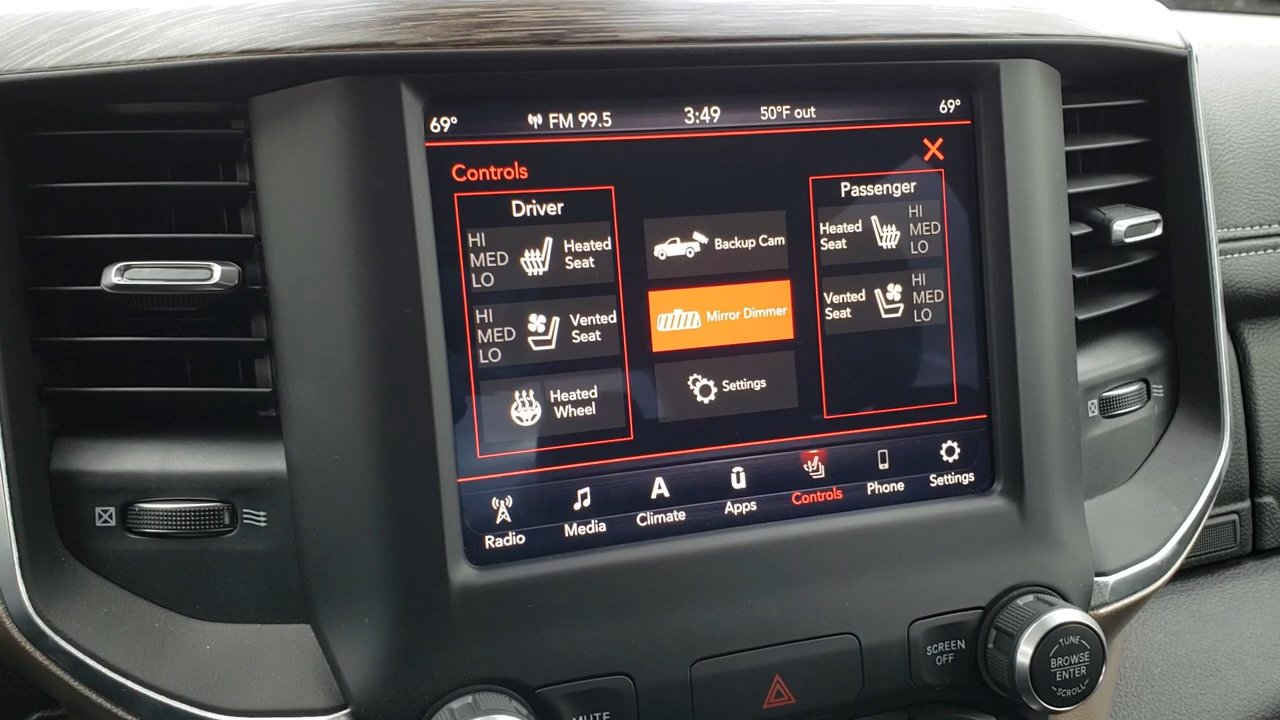 69° FM 99.5 3:49 50°F out 69°
Controls
Driver
HI
MED
LO
Heated
Seat
HI
MED
LO
Vented
Seat
Heated
Wheel
Backup Cam
Mirror Dimmer
Settings
Passenger
Heated
Seat
HI
MED
LO
Vented
Seat
HI
MED
LO
Radio
Media
A
Climate
Apps
Controls
Phone
Settings
MUTE
SCREEN
OFF
TUNE
BROWSE
ENTER
SCROLL